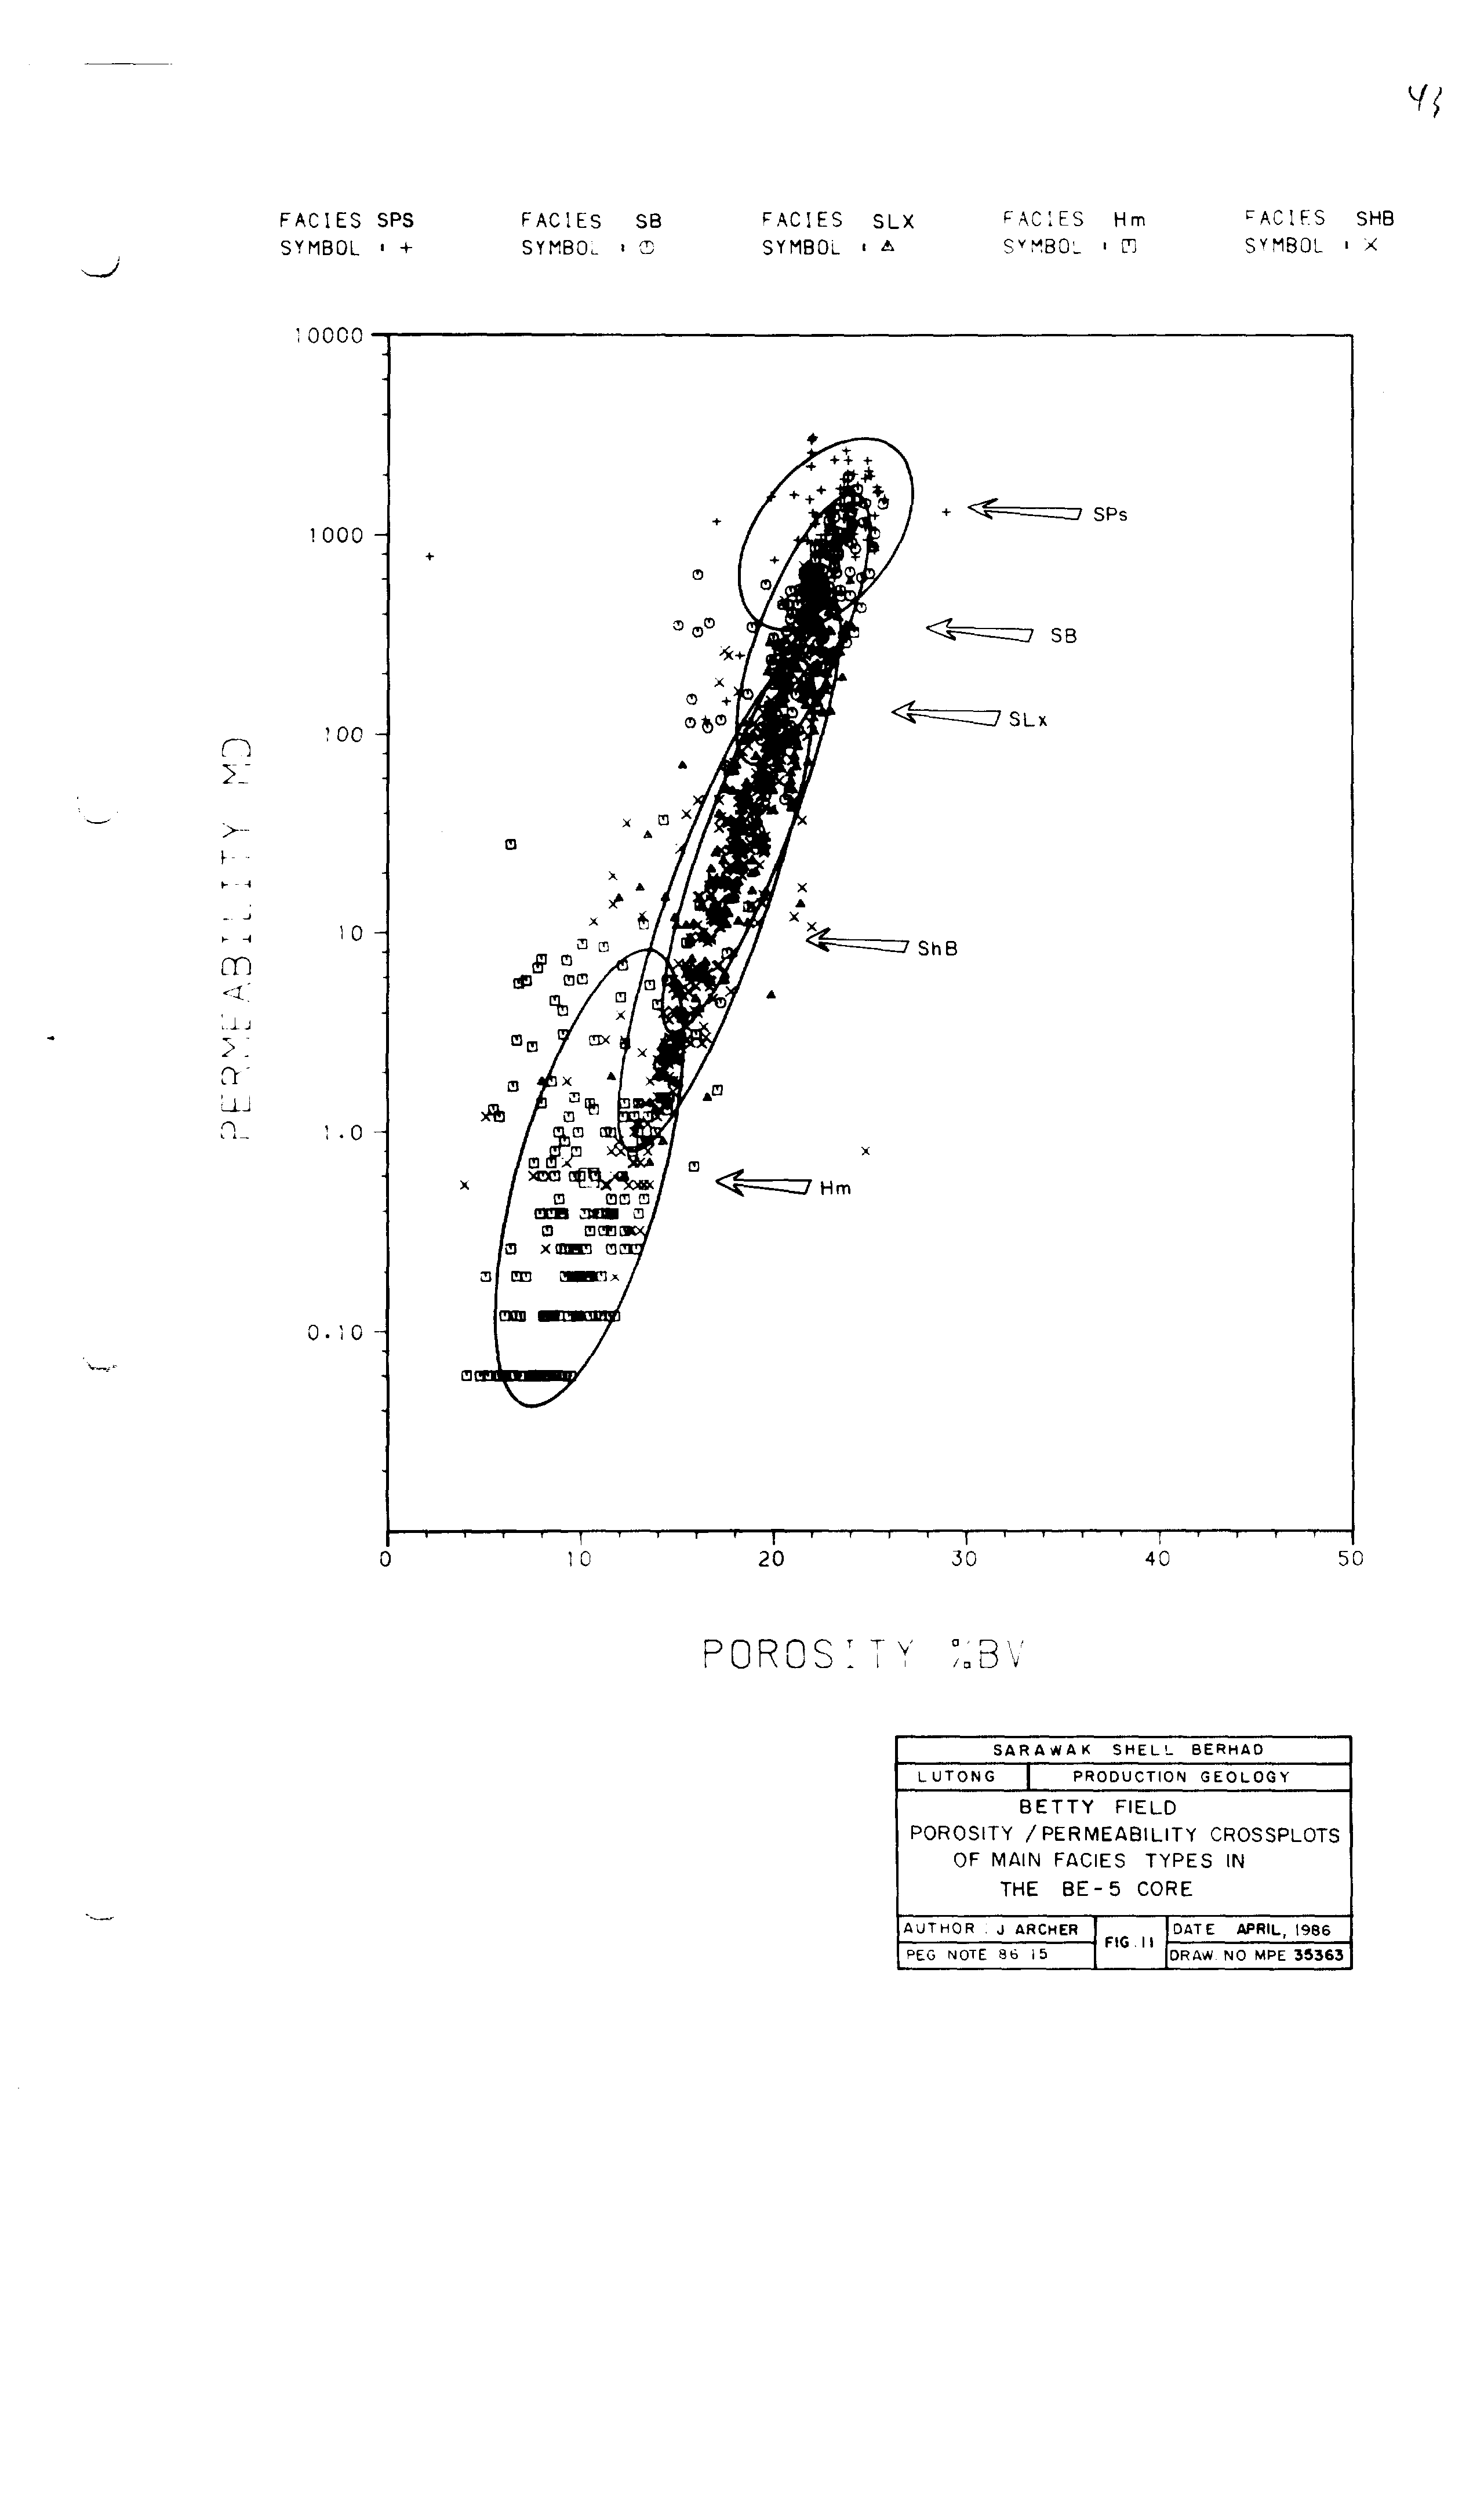 43
FACIES SPS FACIES SB FACIES SLX FACIES Hm FACIES SHB
SYMBOL : + SYMBOL : SYMBOL : SYMBOL : SYMBOL : X
10000
1000
SPs
SB
SLx
100
PERMEABILITY MD
10
ShB
1.0
Hm
0.10
0 10 20 30 40 50
POROSITY %BV
SARAWAK SHELL BERHAD
LUTONG PRODUCTION GEOLOGY
BETTY FIELD
POROSITY / PERMEABILITY CROSSPLOTS
OF MAIN FACIES TYPES IN
THE BE-5 CORE
AUTHOR : J ARCHER FIG. 11 DATE APRIL, 1986
PEG NOTE 86 15 DRAW. NO MPE 35363